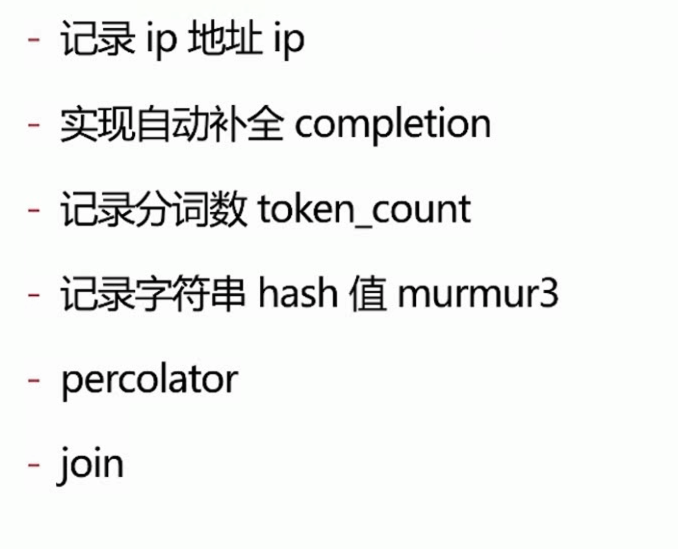 - 记录 ip 地址 ip
- 实现自动补全 completion
- 记录分词数 token_count
- 记录字符串 hash 值 murmur3
- percolator
- join